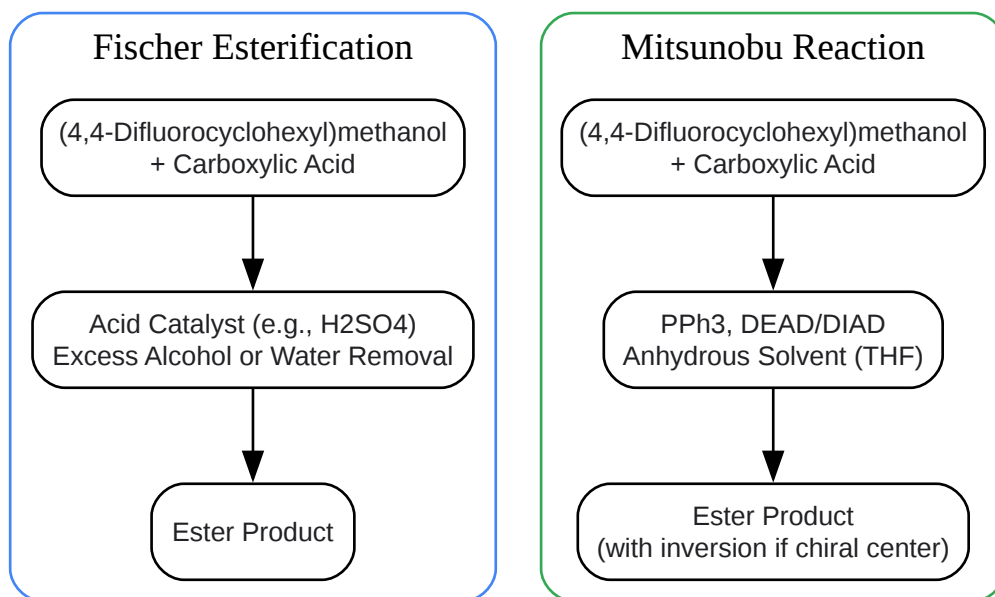 Fischer Esterification
(4,4-Difluorocyclohexyl)methanol
+ Carboxylic Acid
Acid Catalyst (e.g., H2SO4)
Excess Alcohol or Water Removal
Ester Product
Mitsunobu Reaction
(4,4-Difluorocyclohexyl)methanol
+ Carboxylic Acid
PPh3, DEAD/DIAD
Anhydrous Solvent (THF)
Ester Product
(with inversion if chiral center)